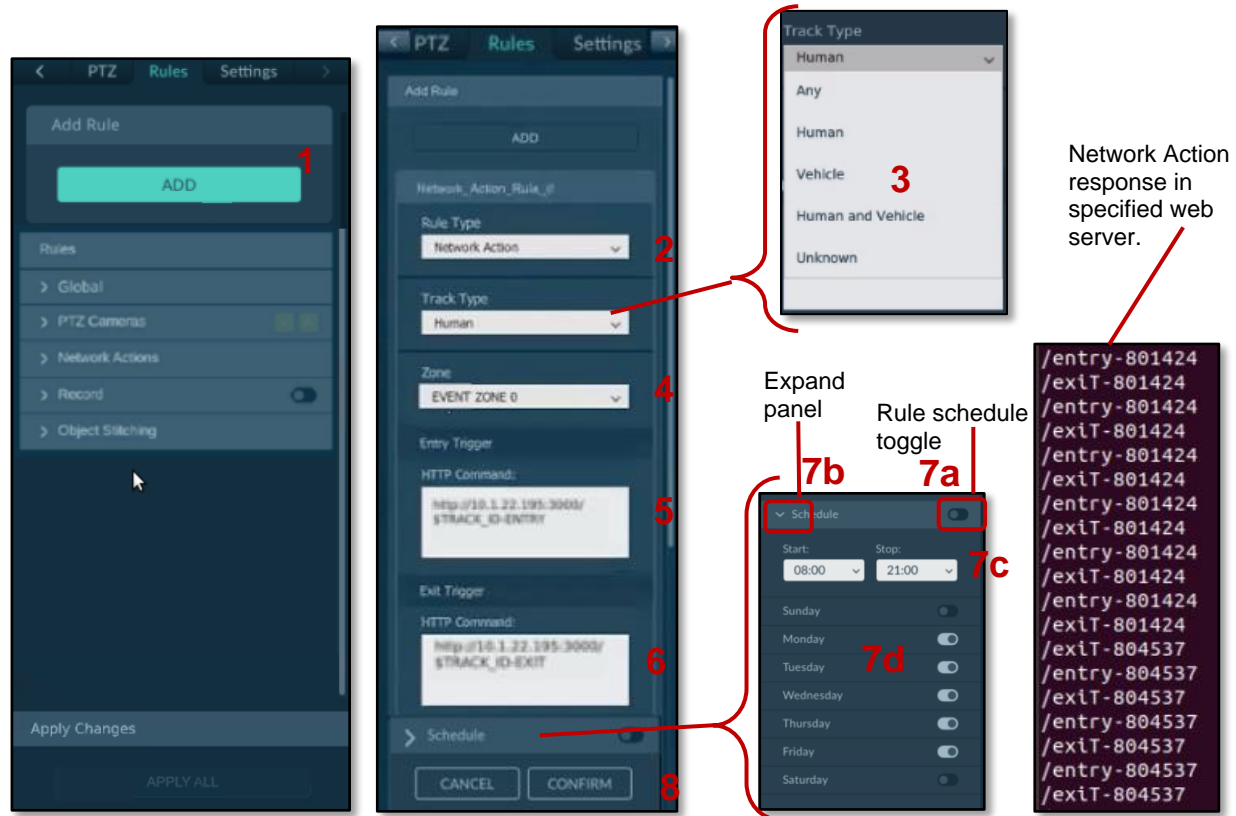 PTZ Rules Settings
Add Rule
1
ADD
Rules
Global
PTZ Cameras
Network Actions
Record
Object Stitching
Apply Changes
APPLY ALL
PTZ Rules Settings
Add Rule
ADD
Rule Type
Network Action
2
Track Type
Human
Zone
EVENT ZONE 0
4
Entry Trigger
HTTP Command:
http://10.1.22.195:3000/
$TRACK_ID-ENTRY
5
Exit Trigger
HTTP Command:
http://10.1.22.195:3000/
$TRACK_ID-EXIT
6
Schedule
CANCEL CONFIRM
8
Track Type
Human
Any
Human
Vehicle
3
Human and Vehicle
Unknown
Expand
panel
7b
Rule schedule
toggle
7a
Schedule
Start: Stop:
08:00 21:00
7c
Sunday
Monday
Tuesday
7d
Wednesday
Thursday
Friday
Saturday
Network Action
response in
specified web
server.
/entry-801424
/exiT-801424
/entry-801424
/exiT-801424
/entry-801424
/exiT-801424
/entry-801424
/exiT-801424
/entry-801424
/exiT-801424
/entry-801424
/exiT-801424
/exiT-804537
/entry-804537
/exiT-804537
/entry-804537
/exiT-804537
/entry-804537
/exiT-804537